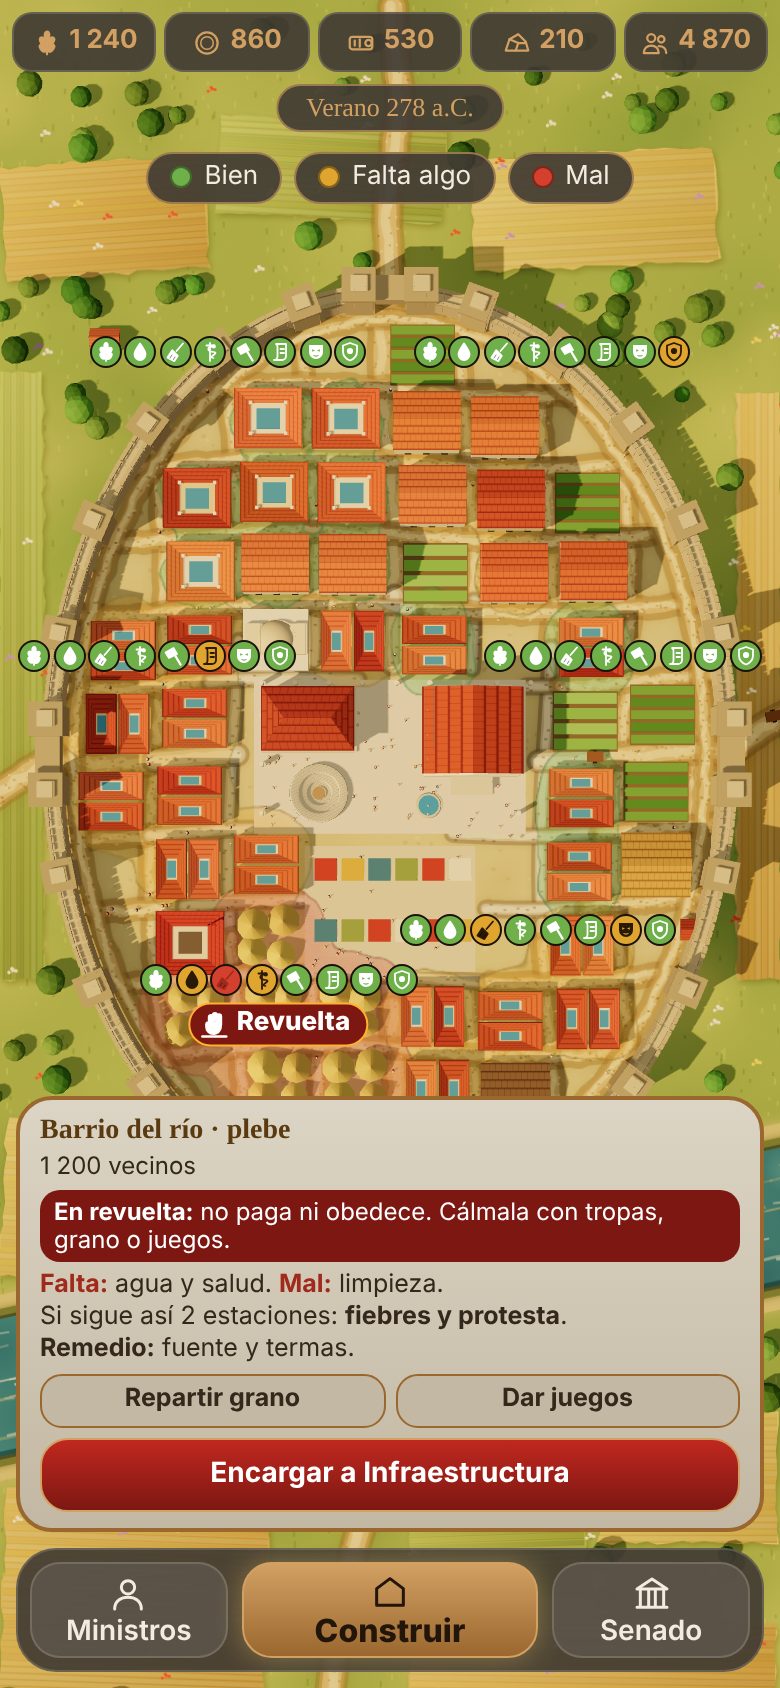 1 240
860
530
210
4 870
Verano 278 a.C.
Bien
Falta algo
Mal
Revuelta
Barrio del río · plebe
1 200 vecinos
En revuelta: no paga ni obedece. Cálmala con tropas,
grano o juegos.
Falta: agua y salud. Mal: limpieza.
Si sigue así 2 estaciones: fiebres y protesta.
Remedio: fuente y termas.
Repartir grano
Dar juegos
Encargar a Infraestructura
Ministros
Construir
Senado